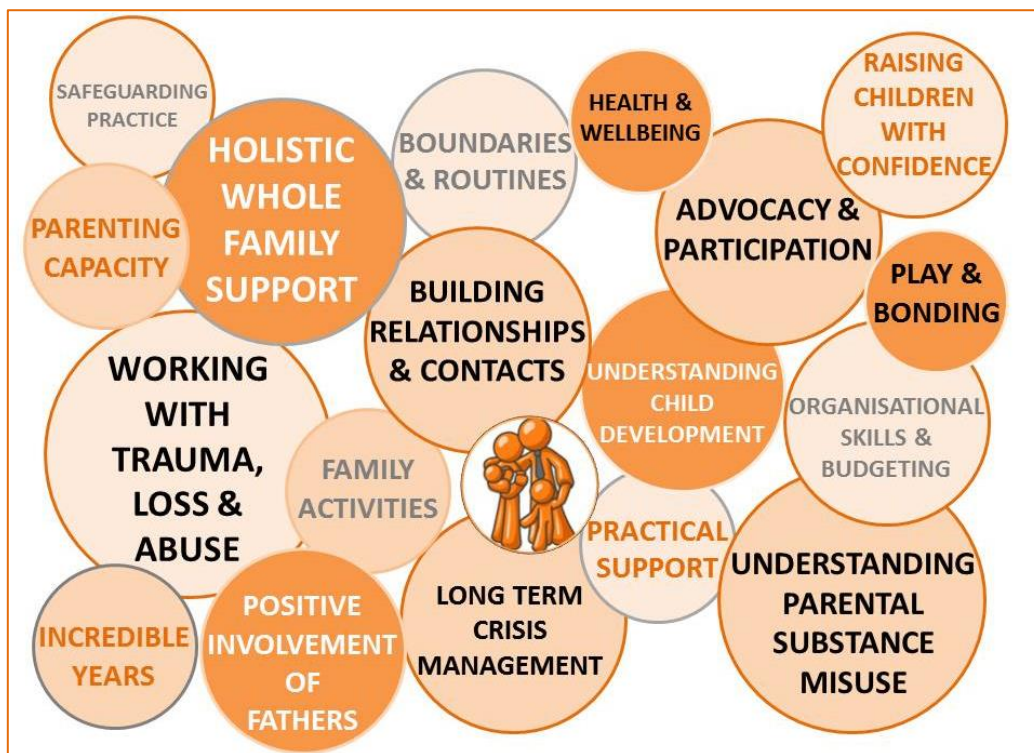 SAFEGUARDING
PRACTICE
HOLISTIC
WHOLE
FAMILY
SUPPORT
BOUNDARIES
& ROUTINES
HEALTH &
WELLBEING
RAISING
CHILDREN
WITH
CONFIDENCE
PARENTING
CAPACITY
ADVOCACY &
PARTICIPATION
BUILDING
RELATIONSHIPS
& CONTACTS
PLAY &
BONDING
WORKING
WITH
TRAUMA,
LOSS &
ABUSE
UNDERSTANDING
CHILD
DEVELOPMENT
ORGANISATIONAL
SKILLS &
BUDGETING
FAMILY
ACTIVITIES
PRACTICAL
SUPPORT
UNDERSTANDING
PARENTAL
SUBSTANCE
MISUSE
INCREDIBLE
YEARS
POSITIVE
INVOLVEMENT
OF
FATHERS
LONG TERM
CRISIS
MANAGEMENT